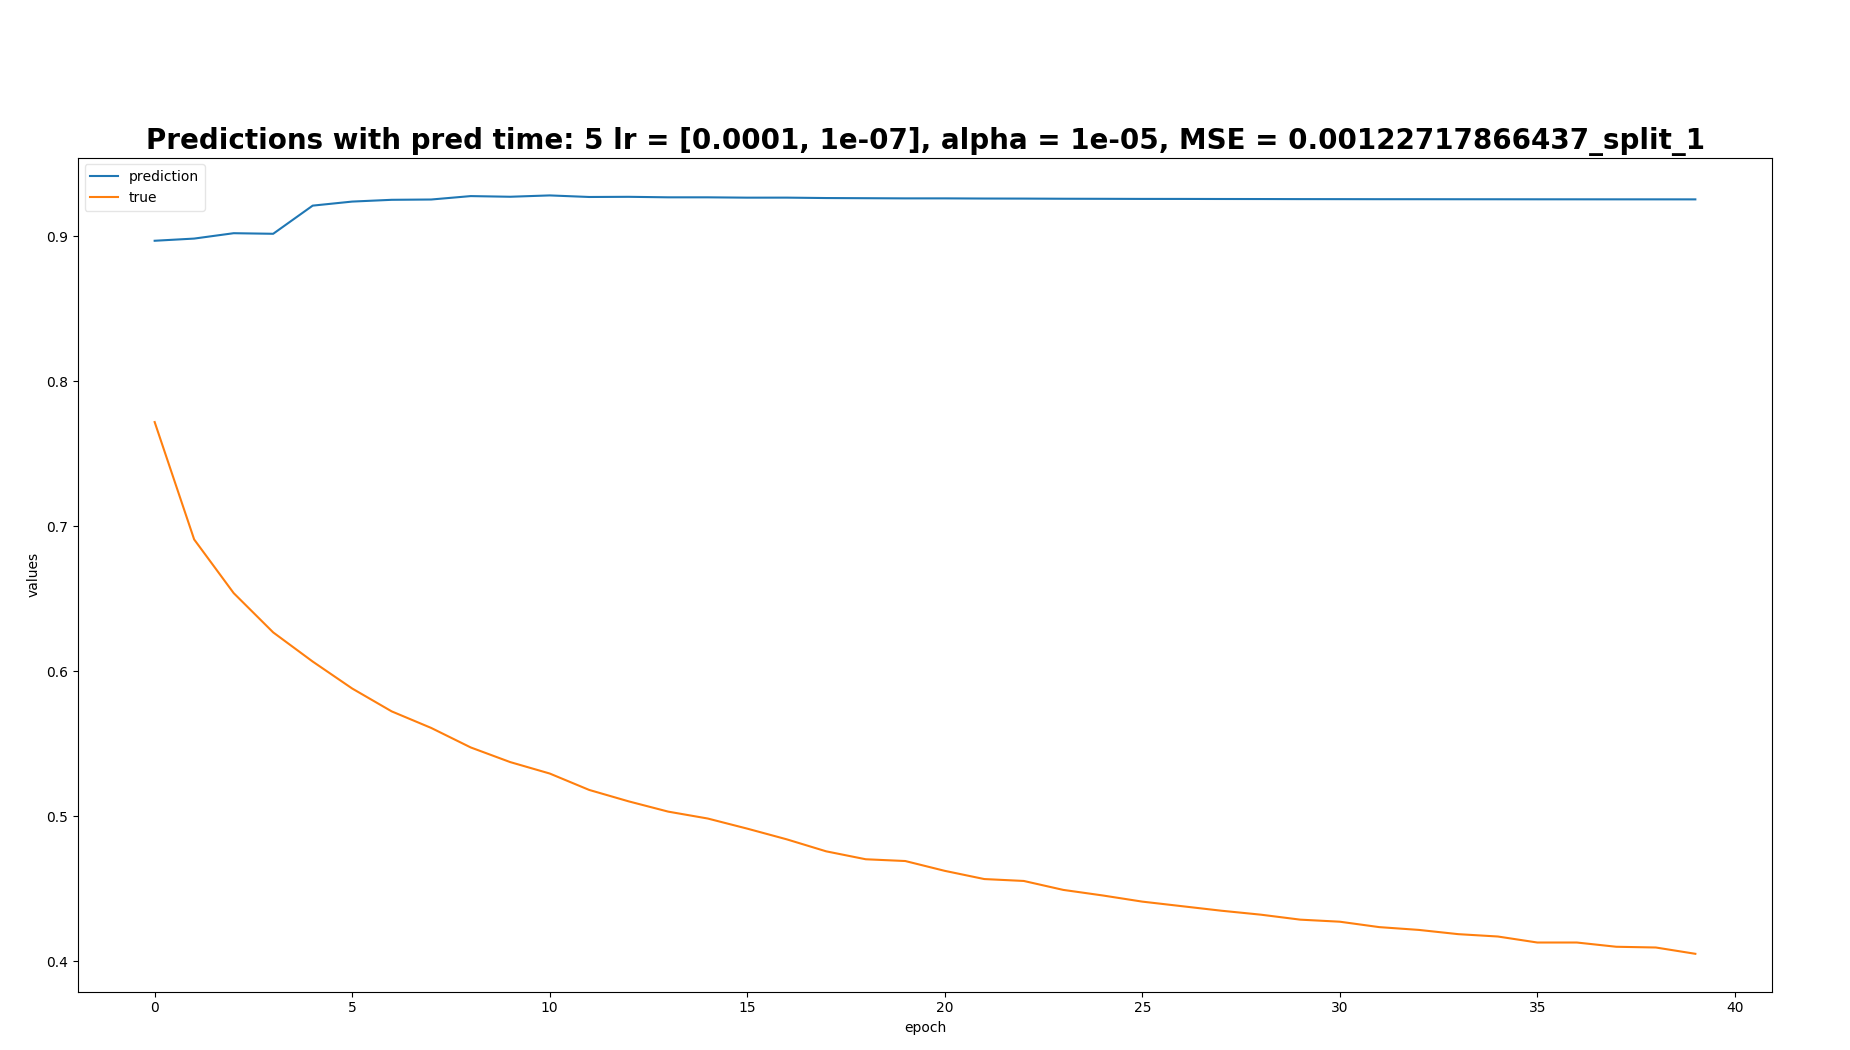 Predictions with pred time: 5 lr = [0.0001, 1e-07], alpha = 1e-05, MSE = 0.00122717866437_split_1
prediction
true
0.9
0.8
0.7
0.6
0.5
0.4
values
0 5 10 15 20 25 30 35 40
epoch